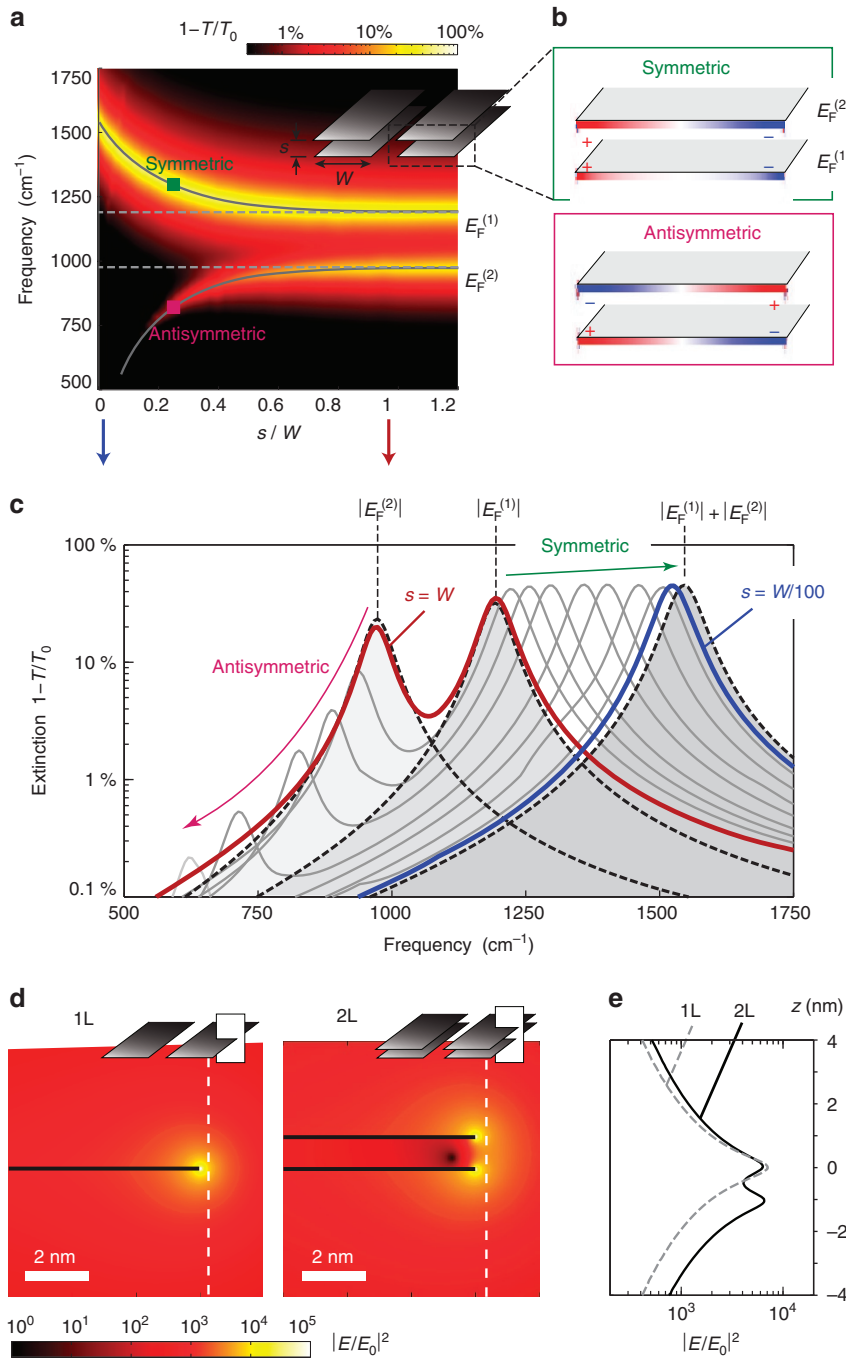 a
1−T/T0
1% 10% 100%
1750
1500
1250
1000
750
500
Frequency (cm−1)
Symmetric
Antisymmetric
s
W
EF(1)
EF(2)
0 0.2 0.4 0.6 0.8 1 1.2
s / W
b
Symmetric
EF(2
EF(1
+ −
+ −
Antisymmetric
− +
+ −
c
|EF(2)| |EF(1)| |EF(1)| + |EF(2)|
100 %
10 %
1 %
0.1 %
Extinction 1−T/T0
Symmetric
s = W
s = W/100
Antisymmetric
500 750 1000 1250 1500 1750
Frequency (cm−1)
d
1L
2 nm
2L
2 nm
100 101 102 103 104 105
|E/E0|2
e
1L 2L z (nm)
4
2
0
−2
−4
103 104
|E/E0|2